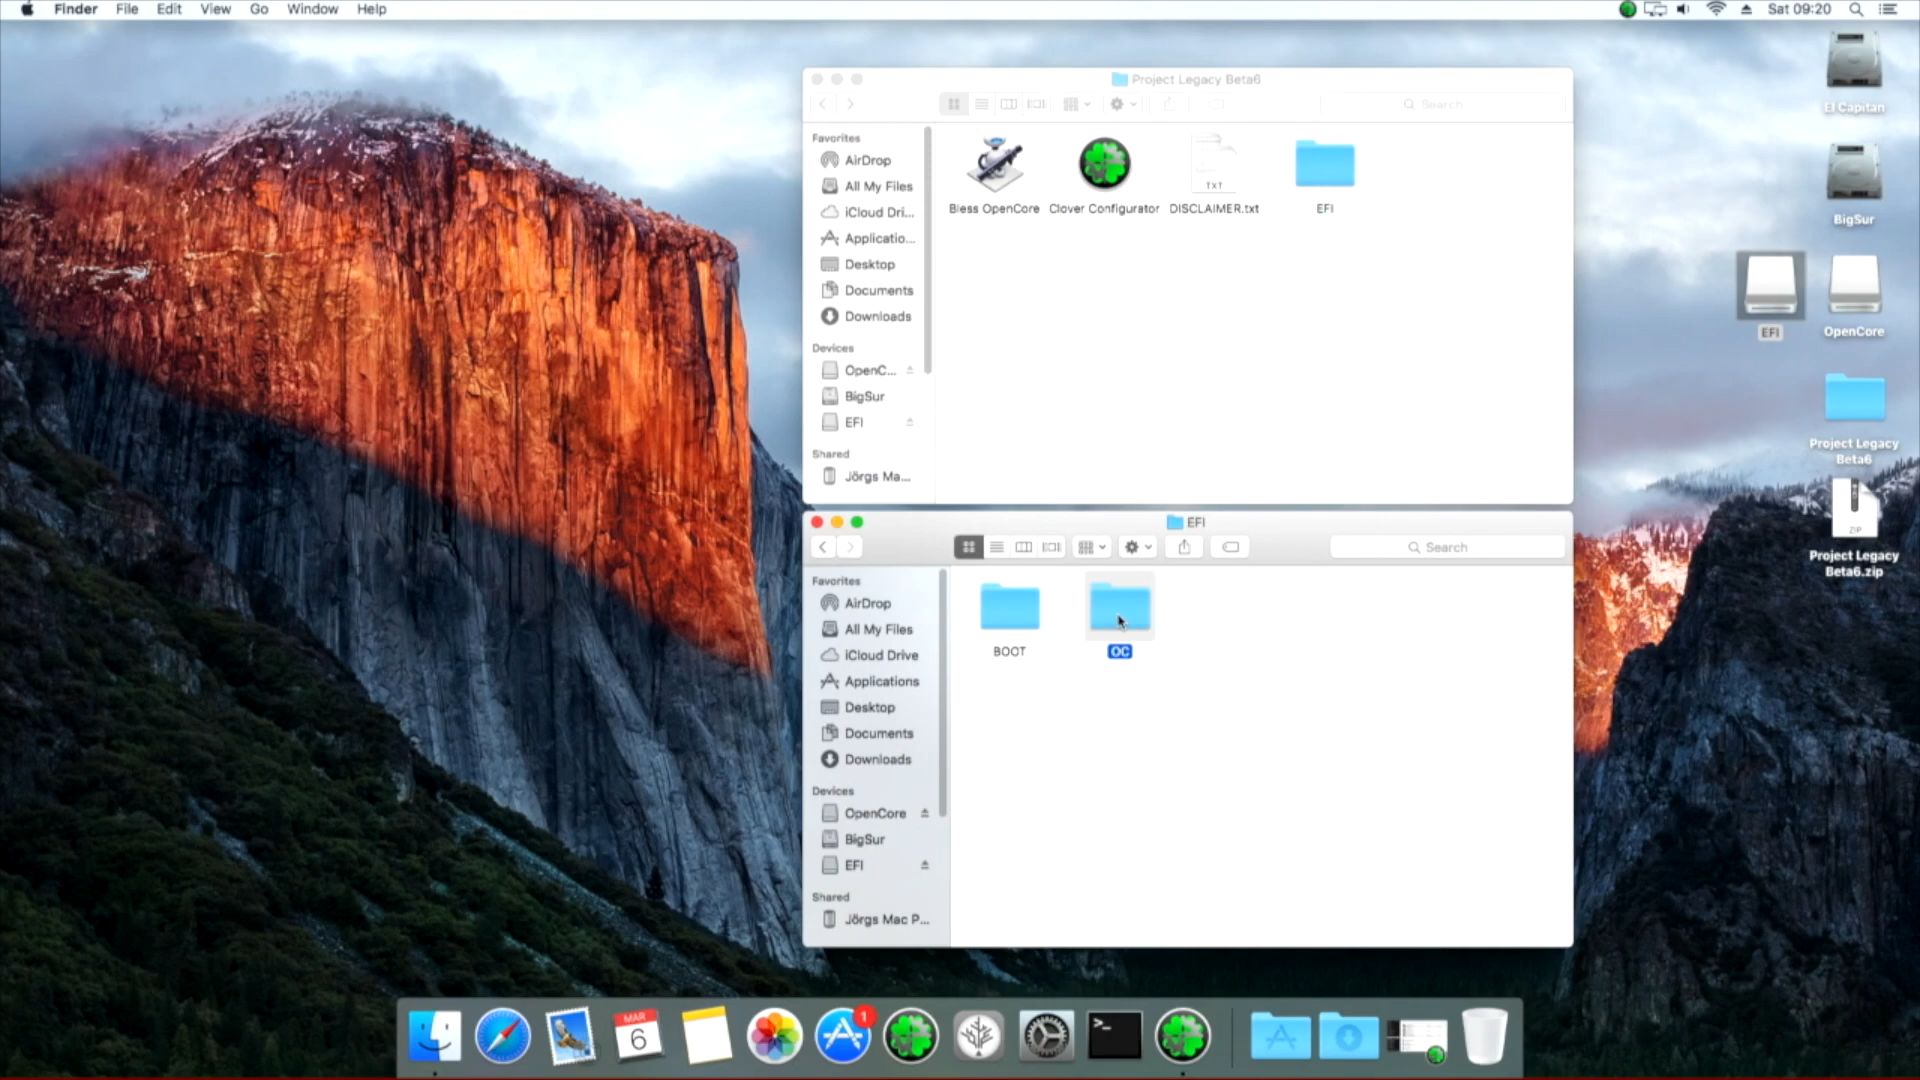 Finder File Edit View Go Window Help
Sat 09:20
El Capitan
BigSur
EFI
OpenCore
Project Legacy
Beta6
ZIP
Project Legacy
Beta6.zip
Project Legacy Beta6
Search
Favorites
AirDrop
All My Files
iCloud Dri...
Applicatio...
Desktop
Documents
Downloads
Devices
OpenC...
BigSur
EFI
Shared
Jörgs Ma...
Bless OpenCore
Clover Configurator
TXT
DISCLAIMER.txt
EFI
EFI
Search
Favorites
AirDrop
All My Files
iCloud Drive
Applications
Desktop
Documents
Downloads
Devices
OpenCore
BigSur
EFI
Shared
Jörgs Mac P...
BOOT
OC
MAR
6
1
>_